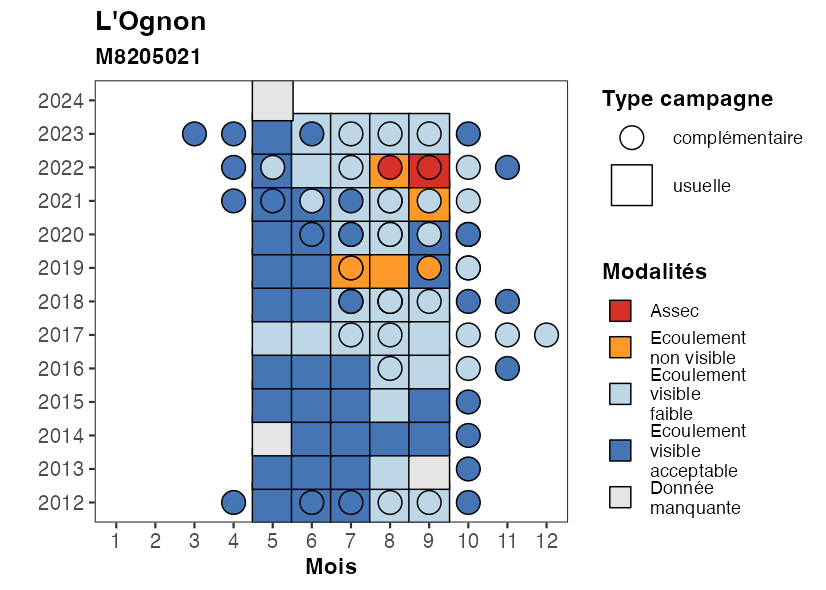 L'Ognon
M8205021
2024
2023
2022
2021
2020
2019
2018
2017
2016
2015
2014
2013
2012
1 2 3 4 5 6 7 8 9 10 11 12
Mois
Type campagne
complémentaire
usuelle
Modalités
Assec
Ecoulement
non visible
Ecoulement
visible
faible
Ecoulement
visible
acceptable
Donnée
manquante